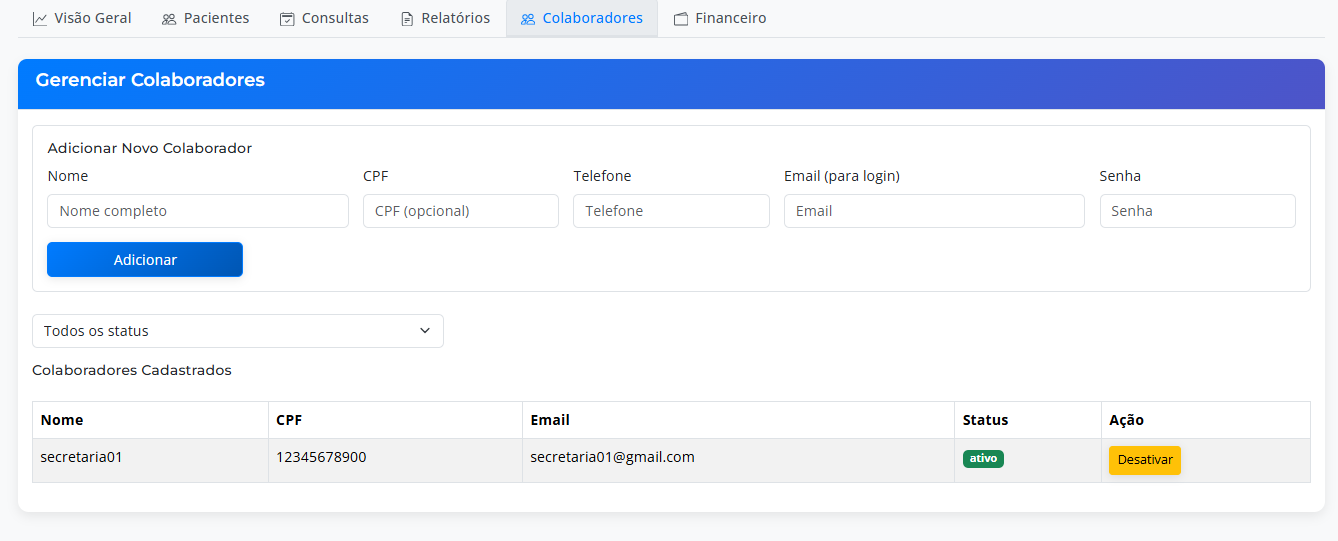 Visão Geral Pacientes Consultas Relatórios Colaboradores Financeiro
Gerenciar Colaboradores
Adicionar Novo Colaborador
Nome CPF Telefone Email (para login) Senha
Nome completo CPF (opcional) Telefone Email Senha
Adicionar
Todos os status
Colaboradores Cadastrados
Nome CPF Email Status Ação
secretaria01 12345678900 secretaria01@gmail.com ativo Desativar